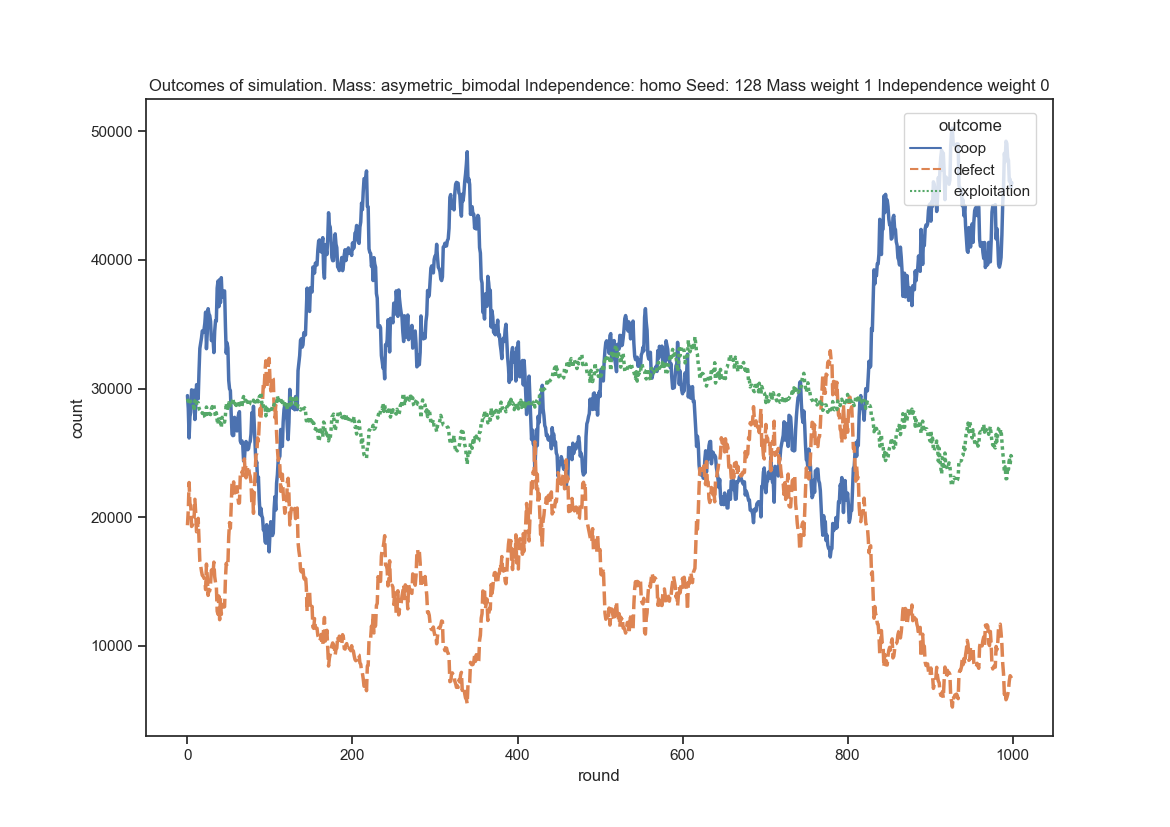 Outcomes of simulation. Mass: asymetric_bimodal Independence: homo Seed: 128 Mass weight 1 Independence weight 0
outcome
coop
defect
exploitation
50000
40000
30000
20000
10000
count
0 200 400 600 800 1000
round